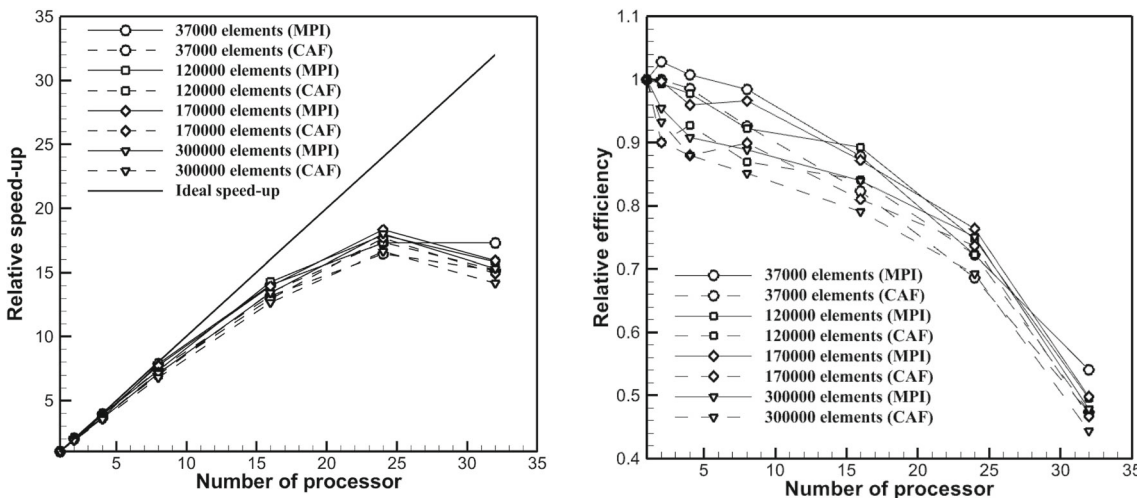 35
30
25
20
15
10
5
Relative speed-up
37000 elements (MPI)
37000 elements (CAF)
120000 elements (MPI)
120000 elements (CAF)
170000 elements (MPI)
170000 elements (CAF)
300000 elements (MPI)
300000 elements (CAF)
Ideal speed-up
5 10 15 20 25 30 35
Number of processor
1.1
1
0.9
0.8
0.7
0.6
0.5
0.4
Relative efficiency
37000 elements (MPI)
37000 elements (CAF)
120000 elements (MPI)
120000 elements (CAF)
170000 elements (MPI)
170000 elements (CAF)
300000 elements (MPI)
300000 elements (CAF)
5 10 15 20 25 30 35
Number of processor